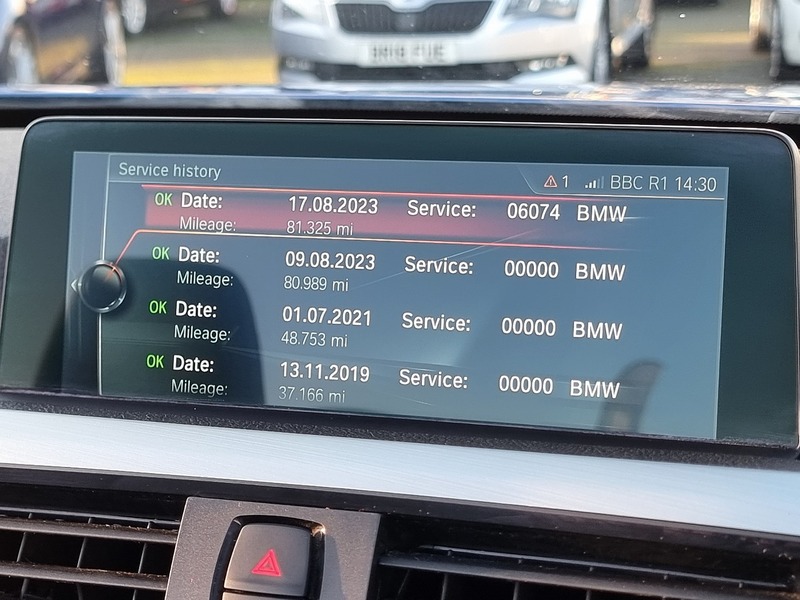 BR18 FUE
Service history
1 BBC R1 14:30
OK Date: 17.08.2023 Service: 06074 BMW
Mileage: 81.325 mi
OK Date: 09.08.2023 Service: 00000 BMW
Mileage: 80.989 mi
OK Date: 01.07.2021 Service: 00000 BMW
Mileage: 48.753 mi
OK Date: 13.11.2019 Service: 00000 BMW
Mileage: 37.166 mi